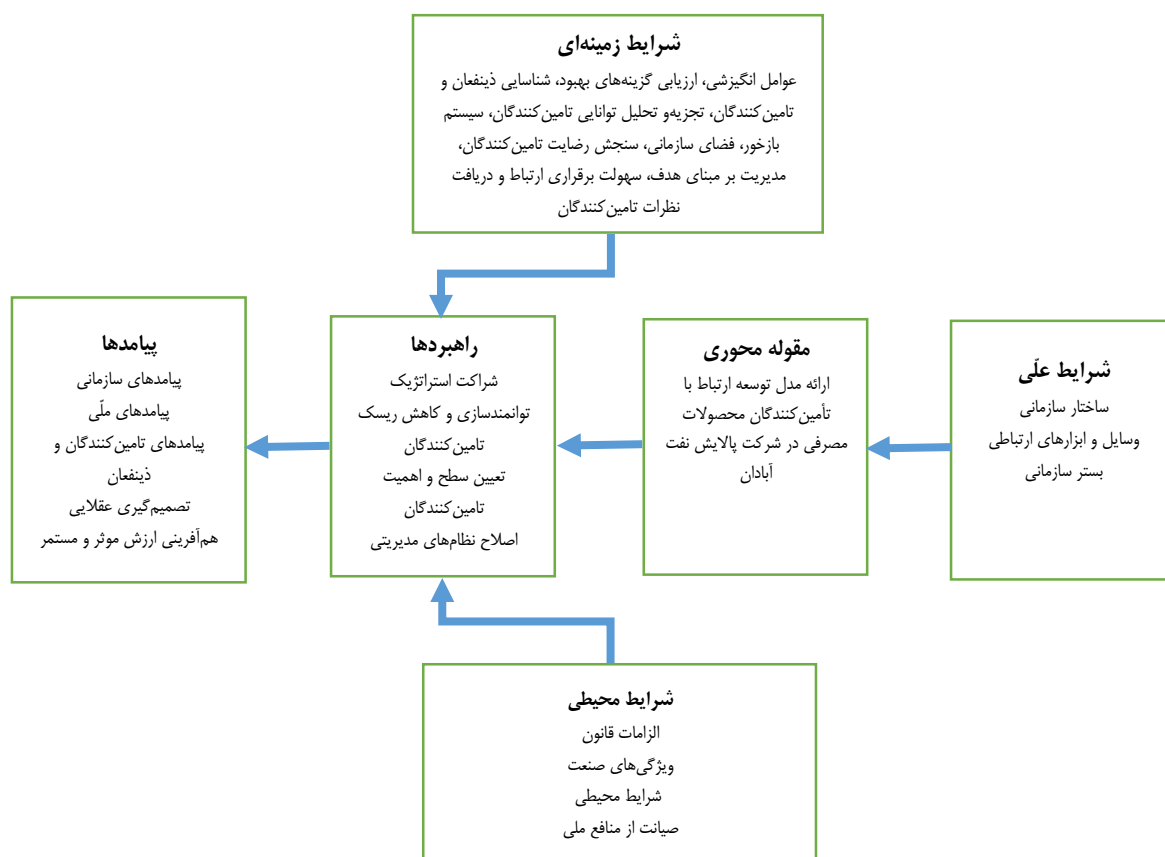 شرایط زمینه‌ای
عوامل انگیزشی، ارزیابی گزینه‌های بهبود، شناسایی ذینفعان و
تامین‌کنندگان، تجزیه‌و تحلیل توانایی تامین‌کنندگان، سیستم
بازخور، فضای سازمانی، سنجش رضایت تامین‌کنندگان،
مدیریت بر مبنای هدف، سهولت برقراری ارتباط و دریافت
نظرات تامین‌کنندگان
شرایط علّی
ساختار سازمانی
وسایل و ابزارهای ارتباطی
بستر سازمانی
مقوله محوری
ارائه مدل توسعه ارتباط با
تأمین‌کنندگان محصولات
مصرفی در شرکت پالایش نفت
آبادان
راهبردها
شراکت استراتژیک
توانمندسازی و کاهش ریسک
تامین‌کنندگان
تعیین سطح و اهمیت
تامین‌کنندگان
اصلاح نظام‌های مدیریتی
پیامدها
پیامدهای سازمانی
پیامدهای ملّی
پیامدهای تامین‌کنندگان و
ذینفعان
تصمیم‌گیری عقلایی
هم‌آفرینی ارزش موثر و مستمر
شرایط محیطی
الزامات قانون
ویژگی‌های صنعت
شرایط محیطی
صیانت از منافع ملی